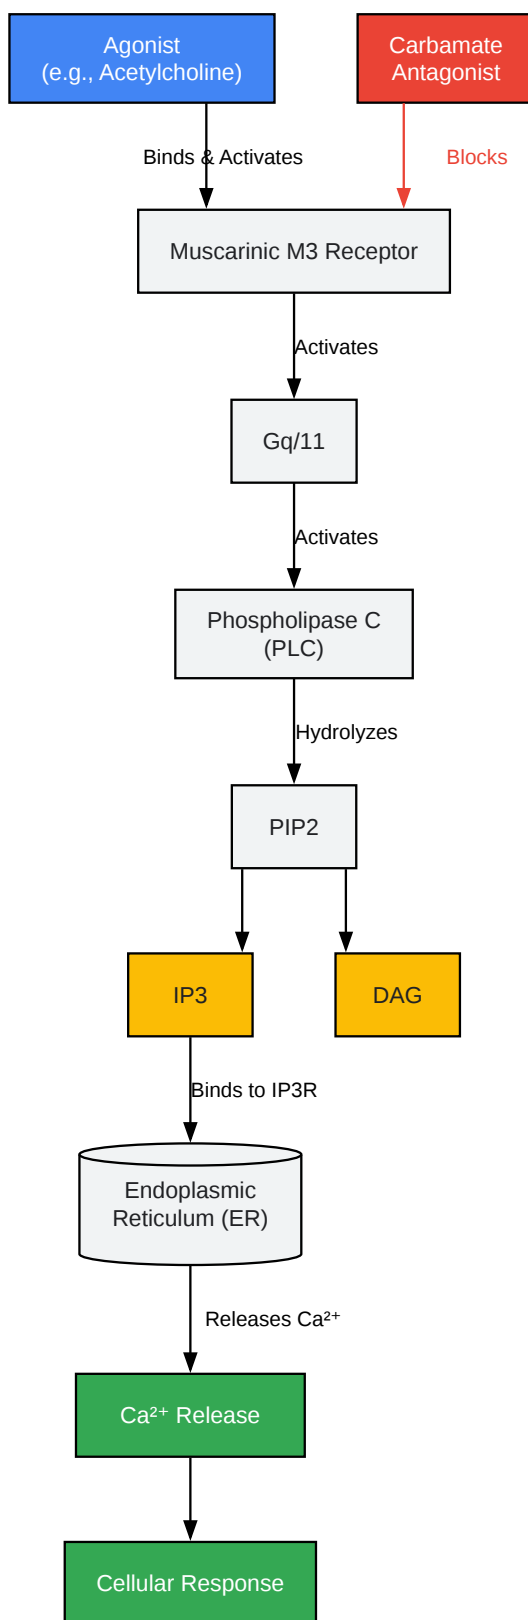 Agonist
(e.g., Acetylcholine)
Carbamate
Antagonist
Binds & Activates
Blocks
Muscarinic M3 Receptor
Activates
Gq/11
Activates
Phospholipase C
(PLC)
Hydrolyzes
PIP2
IP3
DAG
Binds to IP3R
Endoplasmic
Reticulum (ER)
Releases Ca²⁺
Ca²⁺ Release
Cellular Response